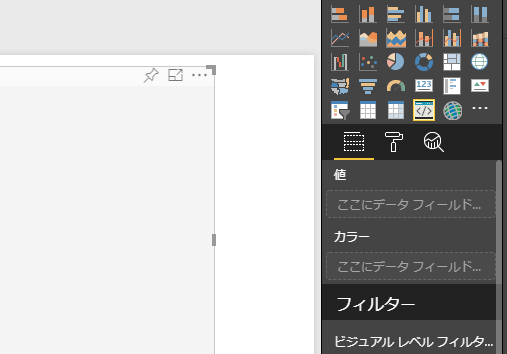 123
値
ここにデータ フィールド...
カラー
ここにデータ フィールド...
フィルター
ビジュアル レベル フィルタ...